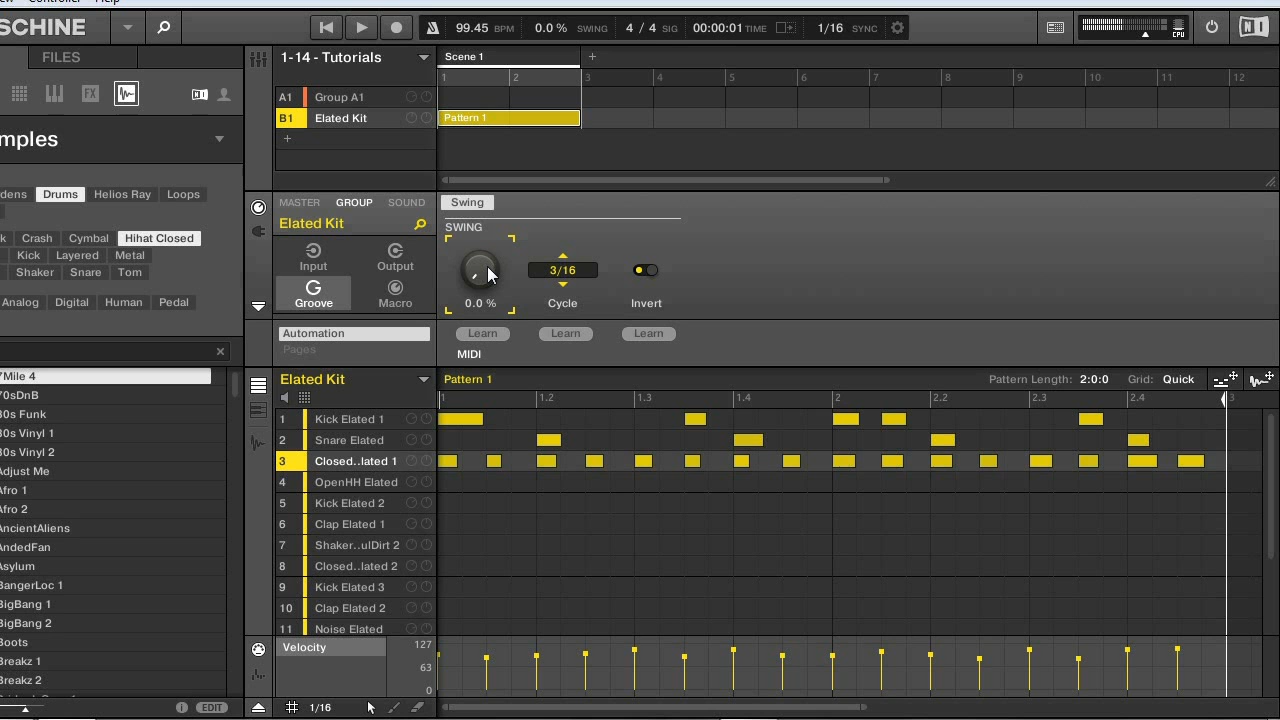 SCHINE 99.45 BPM 0.0 % SWING 4 / 4 SIG 00:00:01 TIME 1/16 SYNC CPU
FILES
1-14 - Tutorials
Scene 1 +
1 2 3 4 5 6 7 8 9 10 11 12
A1 Group A1
B1 Elated Kit Pattern 1
+
mples
dens Drums Helios Ray Loops
k Crash Cymbal Hihat Closed
Kick Layered Metal
Shaker Snare Tom
Analog Digital Human Pedal
MASTER GROUP SOUND
Elated Kit
Input Output
Groove Macro
Automation
Pages
Swing
SWING
3/16
0.0 % Cycle Invert
Learn Learn Learn
MIDI
7Mile 4
70sDnB
80s Funk
80s Vinyl 1
80s Vinyl 2
Adjust Me
Afro 1
Afro 2
AncientAliens
AndedFan
Asylum
BangerLoc 1
BigBang 1
BigBang 2
Boots
Breakz 1
Breakz 2
EDIT
Elated Kit Pattern 1 Pattern Length: 2:0:0 Grid: Quick
1 1.2 1.3 1.4 2 2.2 2.3 2.4 3
1 Kick Elated 1
2 Snare Elated
3 Closed..lated 1
4 OpenHH Elated
5 Kick Elated 2
6 Clap Elated 1
7 Shaker..ulDirt 2
8 Closed..lated 2
9 Kick Elated 3
10 Clap Elated 2
11 Noise Elated
Velocity 127
63
0
1/16